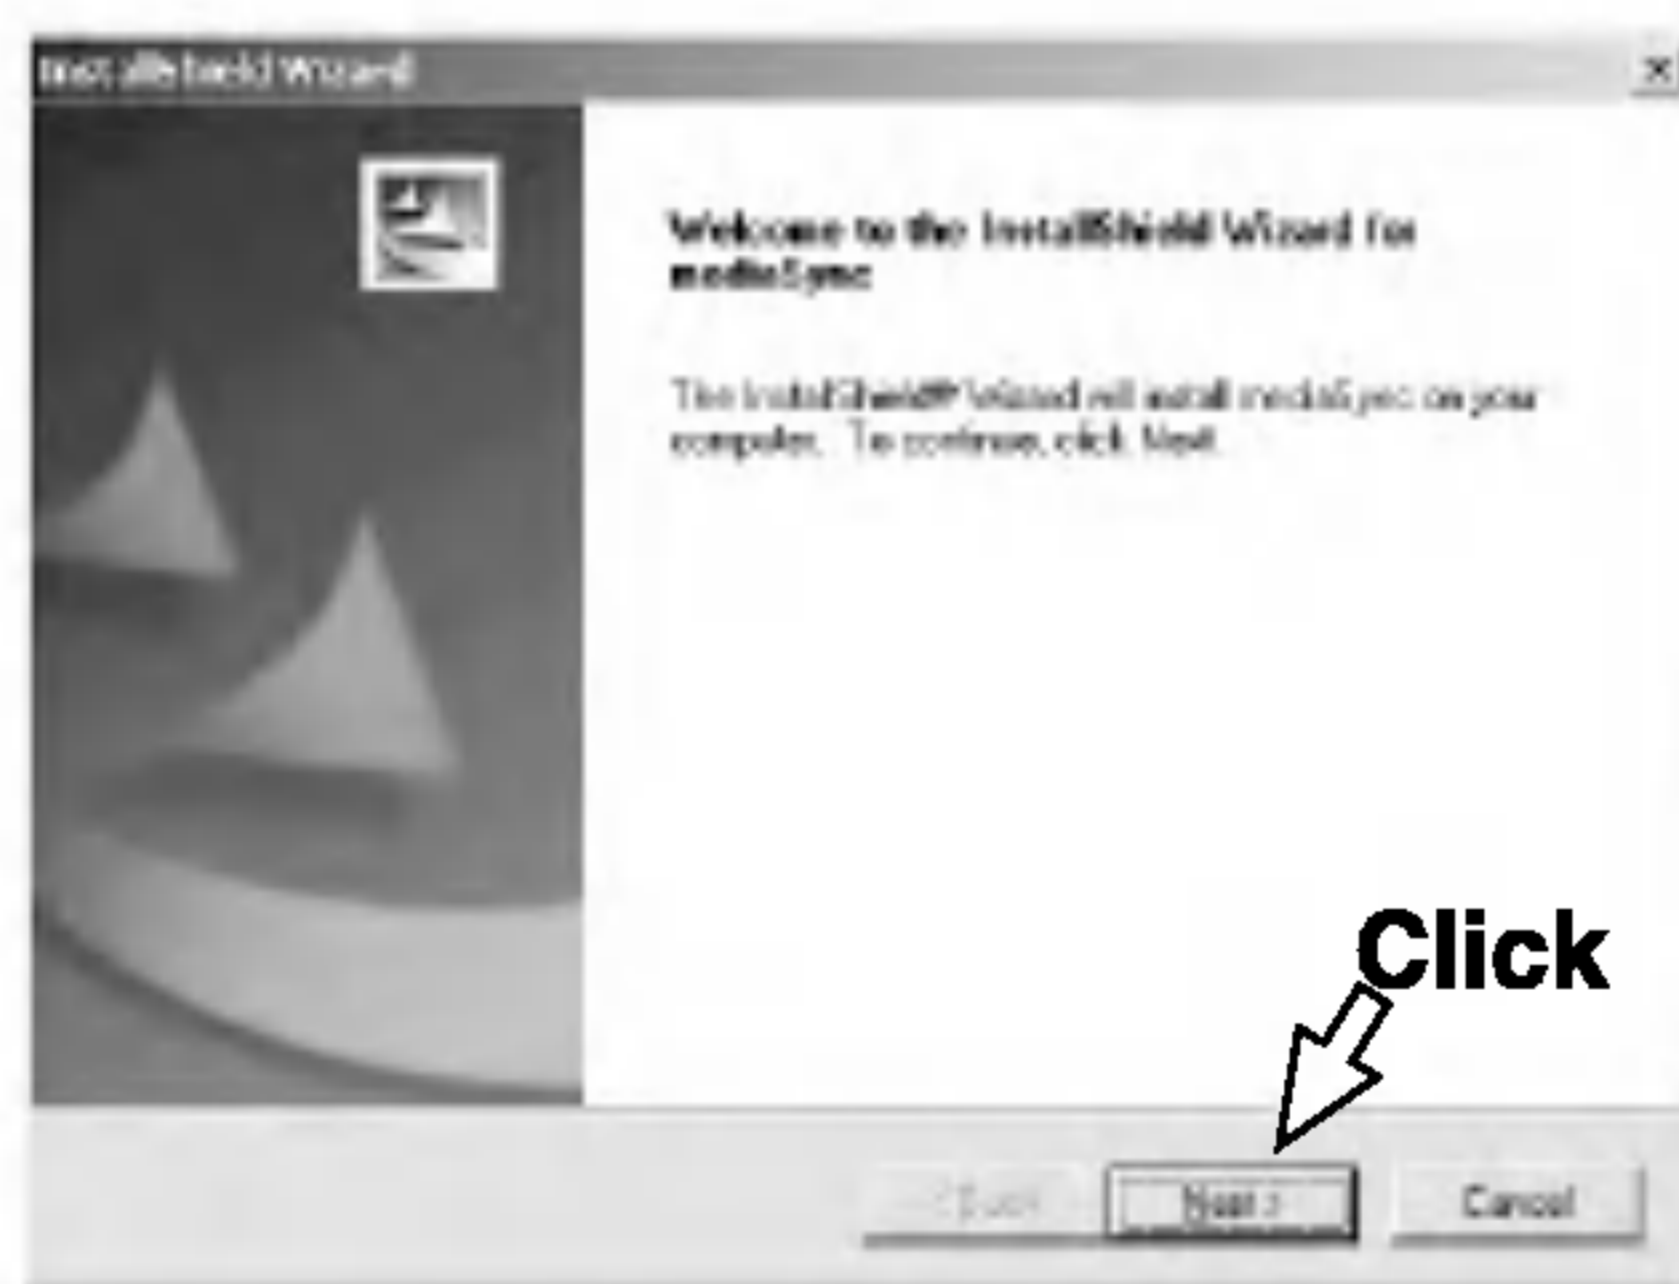 InstallShield Wizard
Welcome to the InstallShield Wizard for
mediaSync
The InstallShield® Wizard will install mediaSync on your
computer. To continue, click Next.
Click
< Back
Next >
Cancel